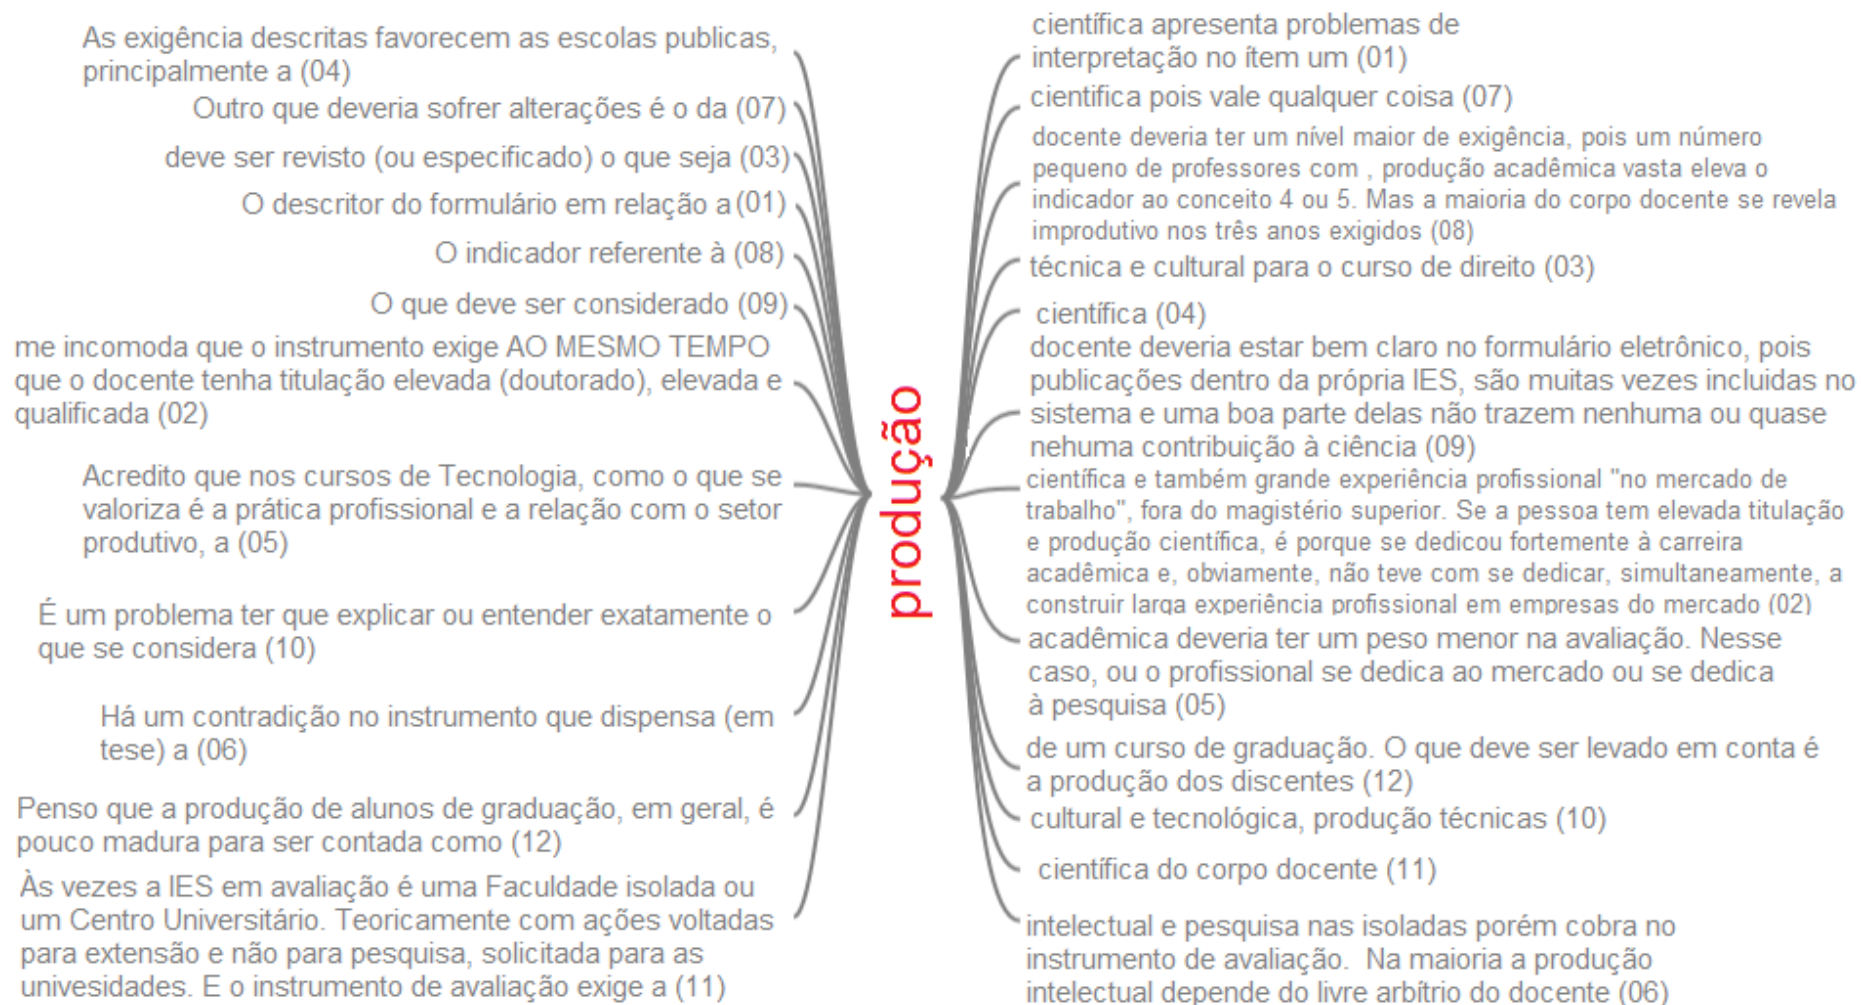 As exigência descritas favorecem as escolas publicas,
principalmente a (04)
Outro que deveria sofrer alterações é o da (07)
deve ser revisto (ou especificado) o que seja (03)
O descritor do formulário em relação a (01)
O indicador referente à (08)
O que deve ser considerado (09)
me incomoda que o instrumento exige AO MESMO TEMPO
que o docente tenha titulação elevada (doutorado), elevada e
qualificada (02)
Acredito que nos cursos de Tecnologia, como o que se
valoriza é a prática profissional e a relação com o setor
produtivo, a (05)
É um problema ter que explicar ou entender exatamente o
que se considera (10)
Há um contradição no instrumento que dispensa (em
tese) a (06)
Penso que a produção de alunos de graduação, em geral, é
pouco madura para ser contada como (12)
Às vezes a IES em avaliação é uma Faculdade isolada ou
um Centro Universitário. Teoricamente com ações voltadas
para extensão e não para pesquisa, solicitada para as
univesidades. E o instrumento de avaliação exige a (11)
produção
científica apresenta problemas de
interpretação no ítem um (01)
cientifica pois vale qualquer coisa (07)
docente deveria ter um nível maior de exigência, pois um número
pequeno de professores com , produção acadêmica vasta eleva o
indicador ao conceito 4 ou 5. Mas a maioria do corpo docente se revela
improdutivo nos três anos exigidos (08)
técnica e cultural para o curso de direito (03)
científica (04)
docente deveria estar bem claro no formulário eletrônico, pois
publicações dentro da própria IES, são muitas vezes incluidas no
sistema e uma boa parte delas não trazem nenhuma ou quase
nehuma contribuição à ciência (09)
científica e também grande experiência profissional "no mercado de
trabalho", fora do magistério superior. Se a pessoa tem elevada titulação
e produção científica, é porque se dedicou fortemente à carreira
acadêmica e, obviamente, não teve com se dedicar, simultaneamente, a
construir larga experiência profissional em empresas do mercado (02)
acadêmica deveria ter um peso menor na avaliação. Nesse
caso, ou o profissional se dedica ao mercado ou se dedica
à pesquisa (05)
de um curso de graduação. O que deve ser levado em conta é
a produção dos discentes (12)
cultural e tecnológica, produção técnicas (10)
científica do corpo docente (11)
intelectual e pesquisa nas isoladas porém cobra no
instrumento de avaliação.  Na maioria a produção
intelectual depende do livre arbítrio do docente (06)